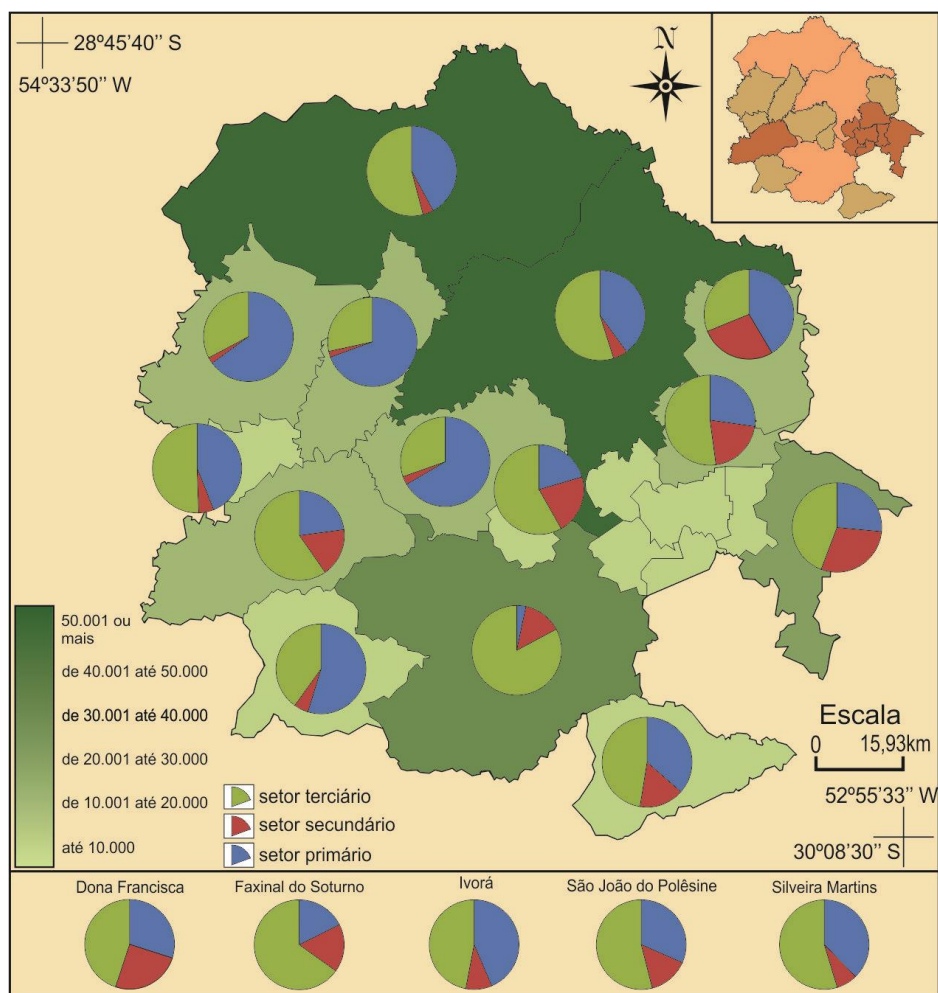 28º45'40'' S
54º33'50'' W
N
50.001 ou
mais
de 40.001 até 50.000
de 30.001 até 40.000
de 20.001 até 30.000
de 10.001 até 20.000
até 10.000
setor terciário
setor secundário
setor primário
Escala
0 15,93km
52º55'33'' W
30º08'30'' S
Dona Francisca
Faxinal do Soturno
Ivorá
São João do Polêsine
Silveira Martins